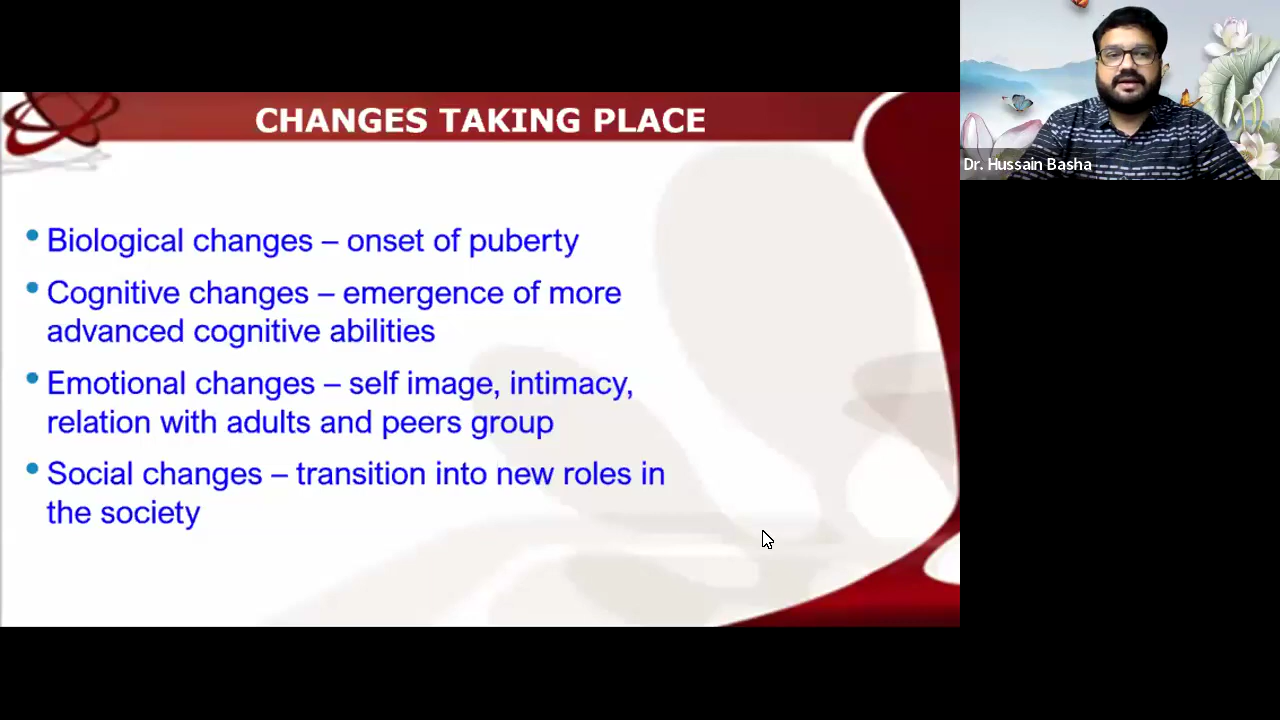 CHANGES TAKING PLACE
Dr. Hussain Basha
• Biological changes – onset of puberty
• Cognitive changes – emergence of more
advanced cognitive abilities
• Emotional changes – self image, intimacy,
relation with adults and peers group
• Social changes – transition into new roles in
the society